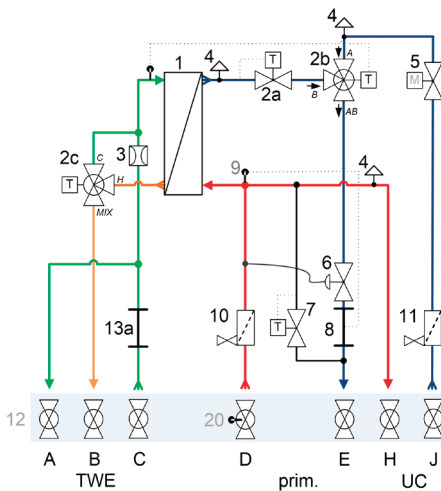 4
1
4
2b
A
T
T
5
2a
B
M
AB
2c
C
3
T
H
9
4
MIX
6
10
7
11
13a
T
8
12
20
A
B
C
D
E
H
J
TWE
prim.
UC